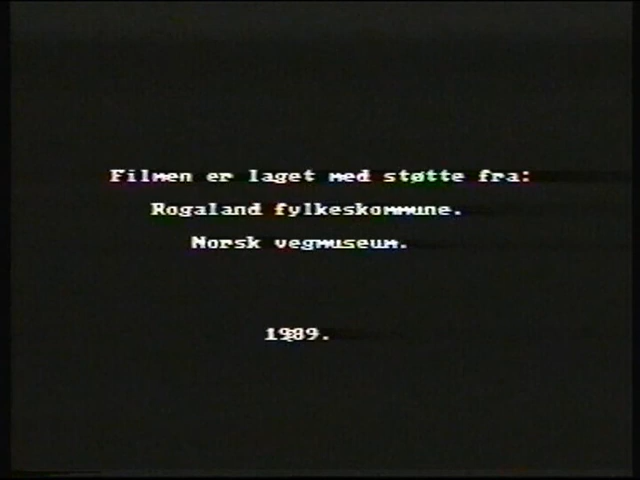 Filmen er laget med støtte fra:
Rogaland fylkeskommune.
Norsk vegmuseum.
1989.